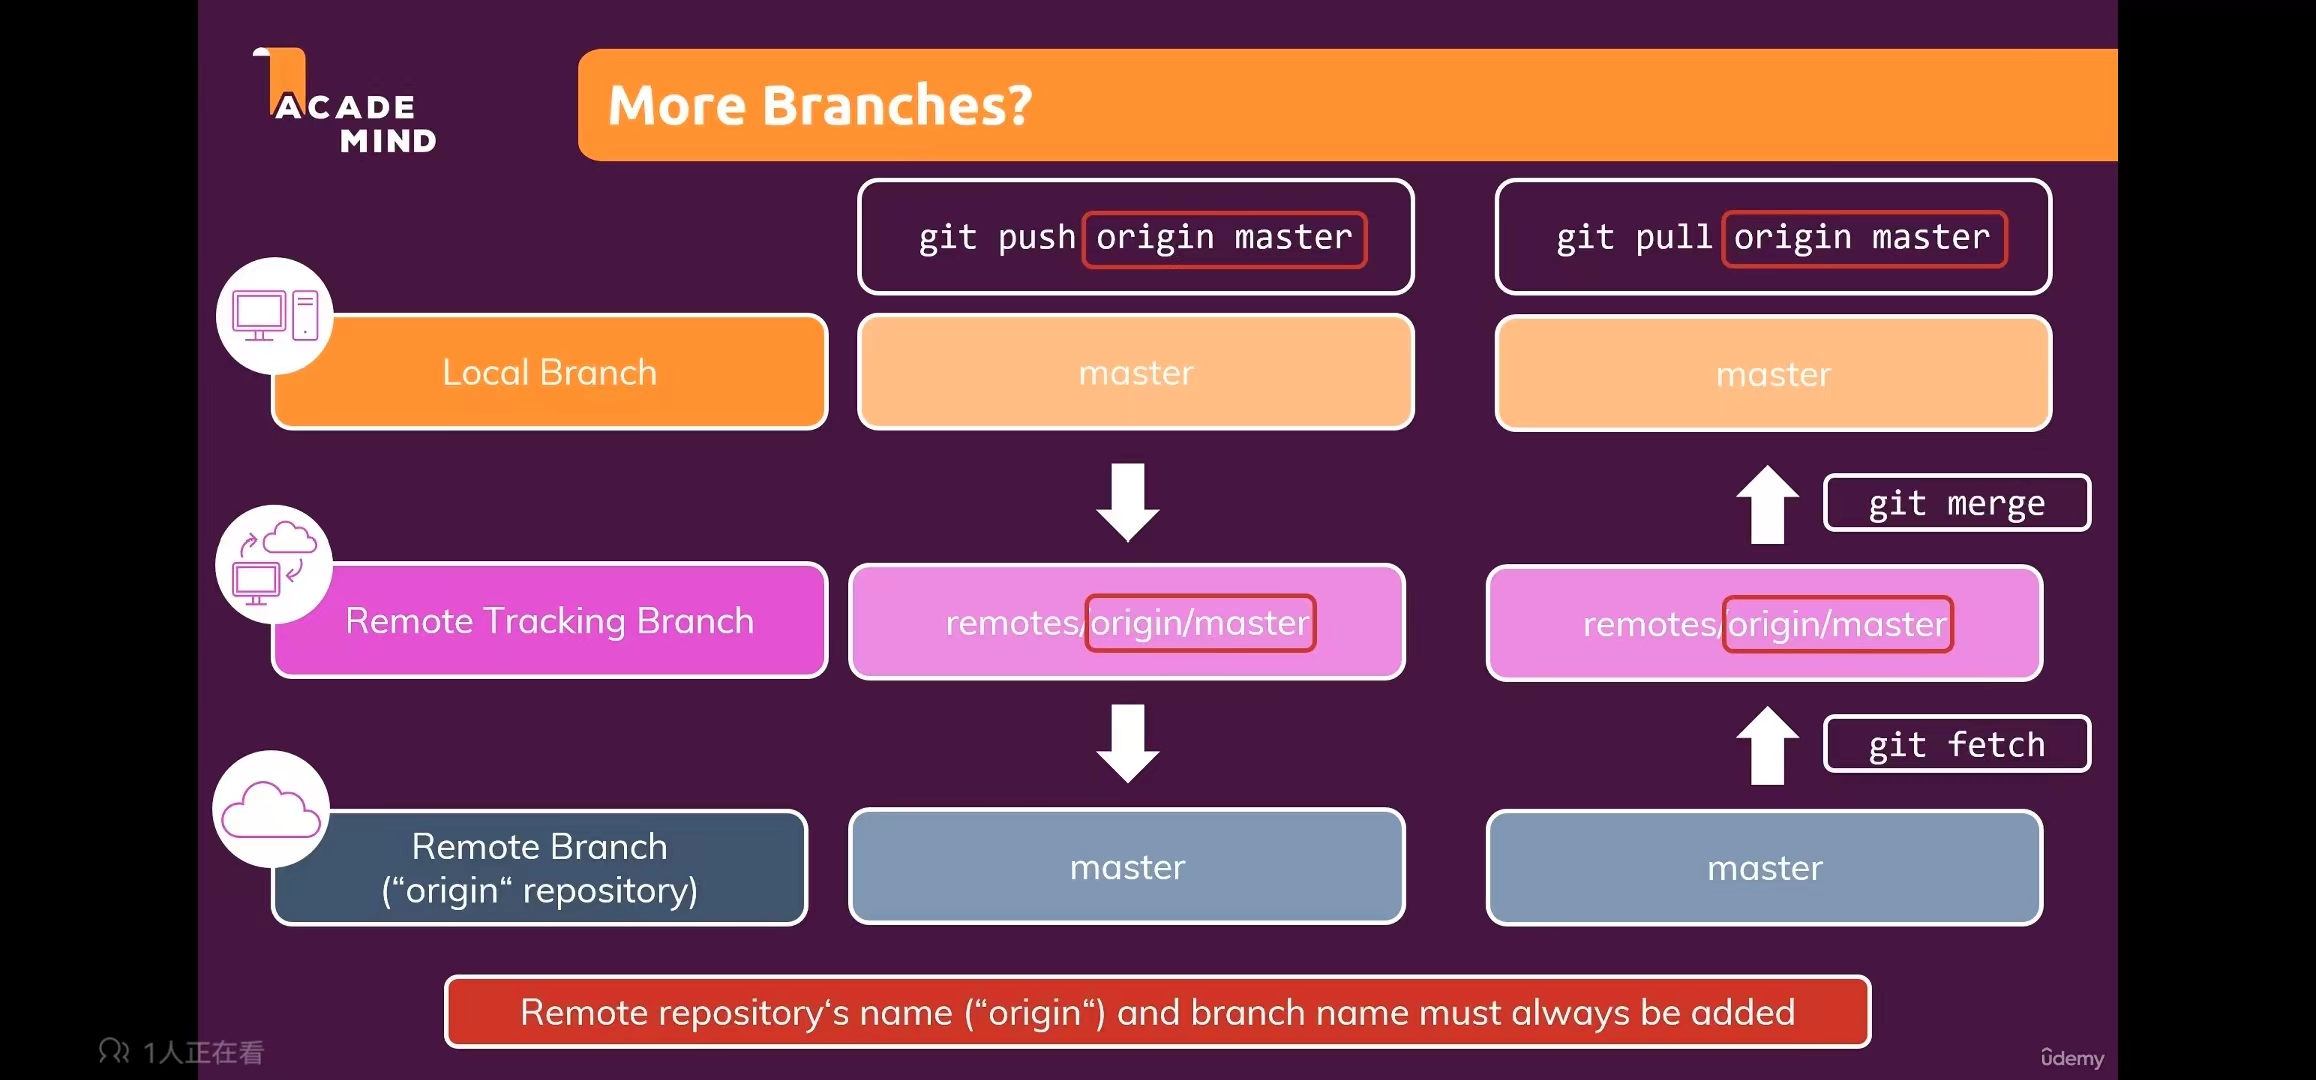 ACADE
MIND
More Branches?
git push origin master
git pull origin master
Local Branch
master
master
git merge
Remote Tracking Branch
remotes/origin/master
remotes/origin/master
git fetch
Remote Branch
(“origin“ repository)
master
master
Remote repository‘s name (“origin“) and branch name must always be added
1人正在看
ûdemy